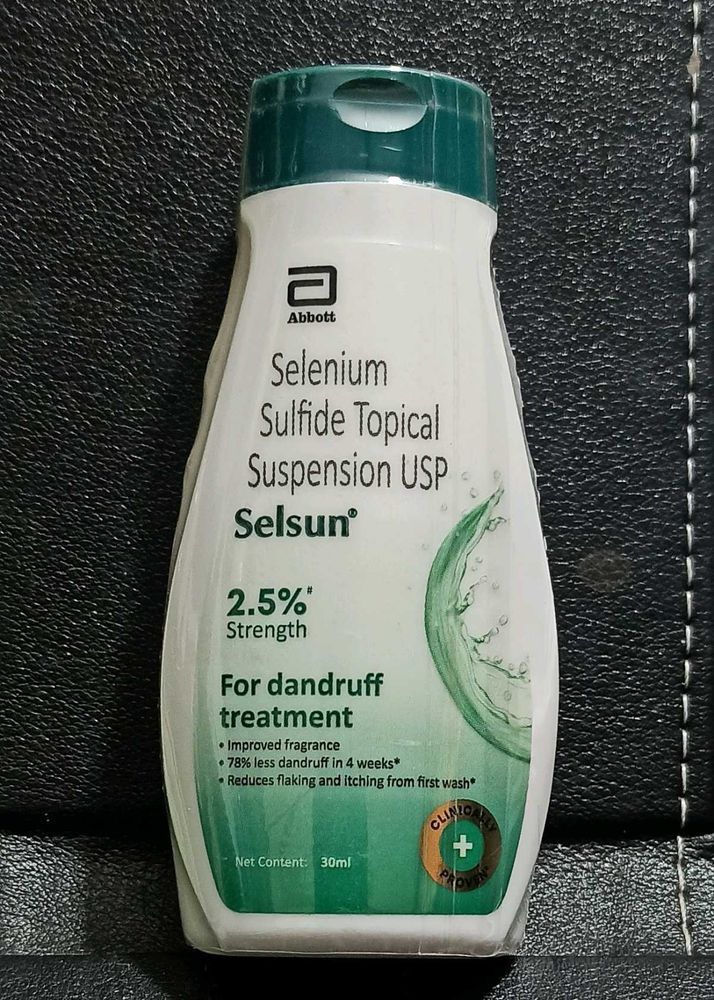 Abbott
Selenium
Sulfide Topical
Suspension USP
Selsun®
2.5%#
Strength
For dandruff
treatment
• Improved fragrance
• 78% less dandruff in 4 weeks*
• Reduces flaking and itching from first wash*
CLINICALLY
PROVEN*
Net Content: 30ml